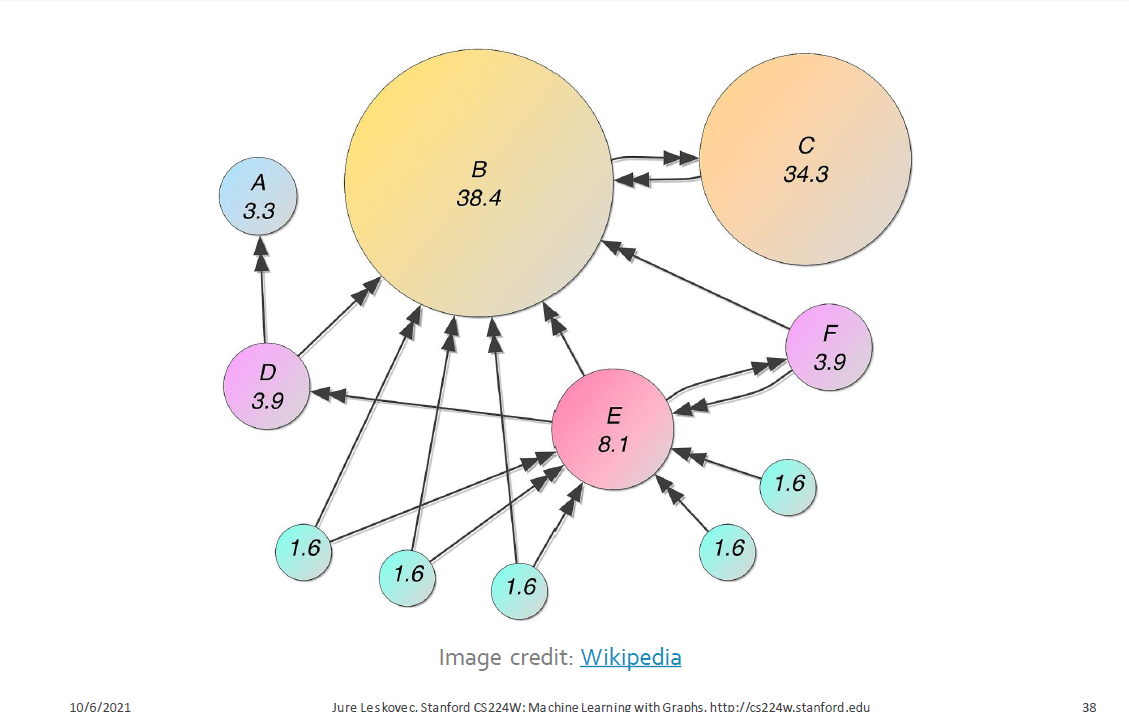 A
3.3
B
38.4
C
34.3
D
3.9
E
8.1
F
3.9
1.6
1.6
1.6
1.6
1.6
Image credit: Wikipedia
10/6/2021
Jure Leskovec, Stanford CS224W: Machine Learning with Graphs, http://cs224w.stanford.edu
38